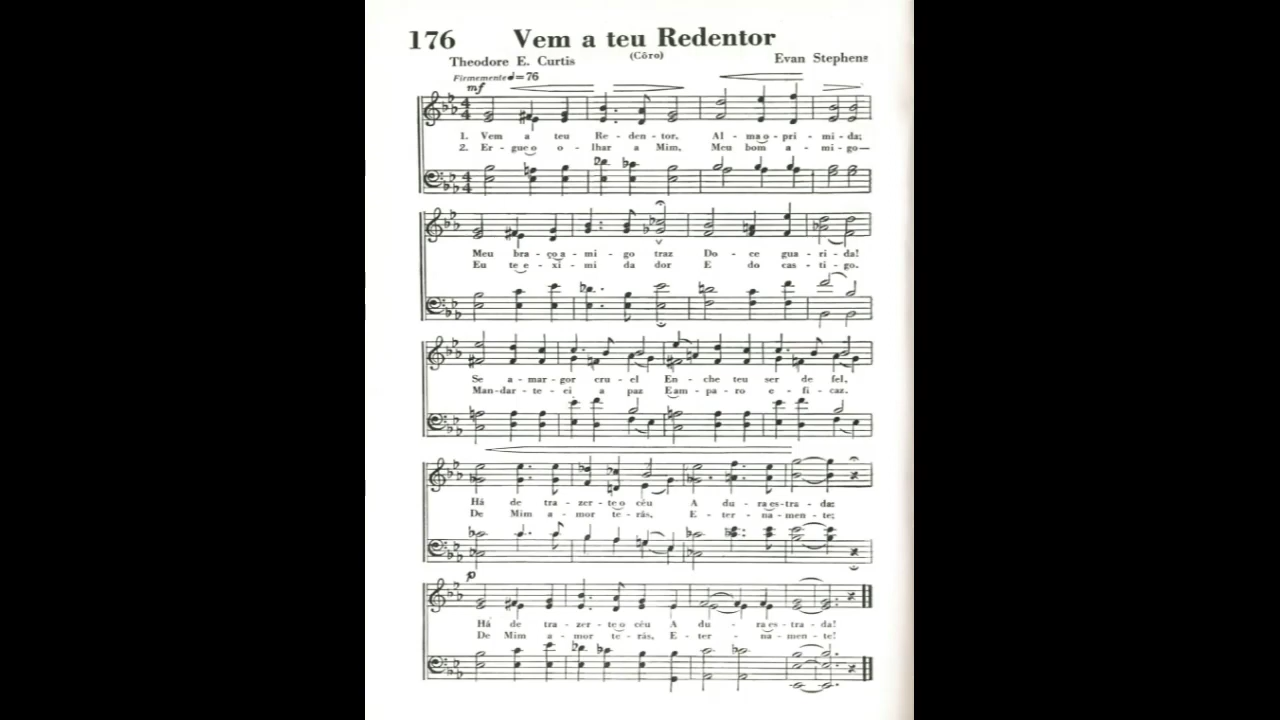 176 Vem a teu Redentor
Theodore E. Curtis (Côro) Evan Stephens
Firmemente 𝅗𝅥=76
mf
1. Vem a teu Re - den - tor, Al - ma o - pri - mi - da;
2. Er - gue o o - lhar a Mim, Meu bom a - mi - go—
Meu bra - ço a - mi - go traz Do - ce gua - ri - da!
Eu te e - xi - mi da dor E do cas - ti - go.
Se a - mar - gor cru - el En - che teu ser de fel,
Man - dar - te - ei a paz E am - pa - ro e - fi - caz.
Há de tra - zer - te o céu A du - ra es - tra - da:
De Mim a - mor te - rás, E - ter - na - men - te;
p
Há de tra - zer - te o céu A du - ra es - tra - da!
De Mim a - mor te - rás, E - ter - na - men - te!